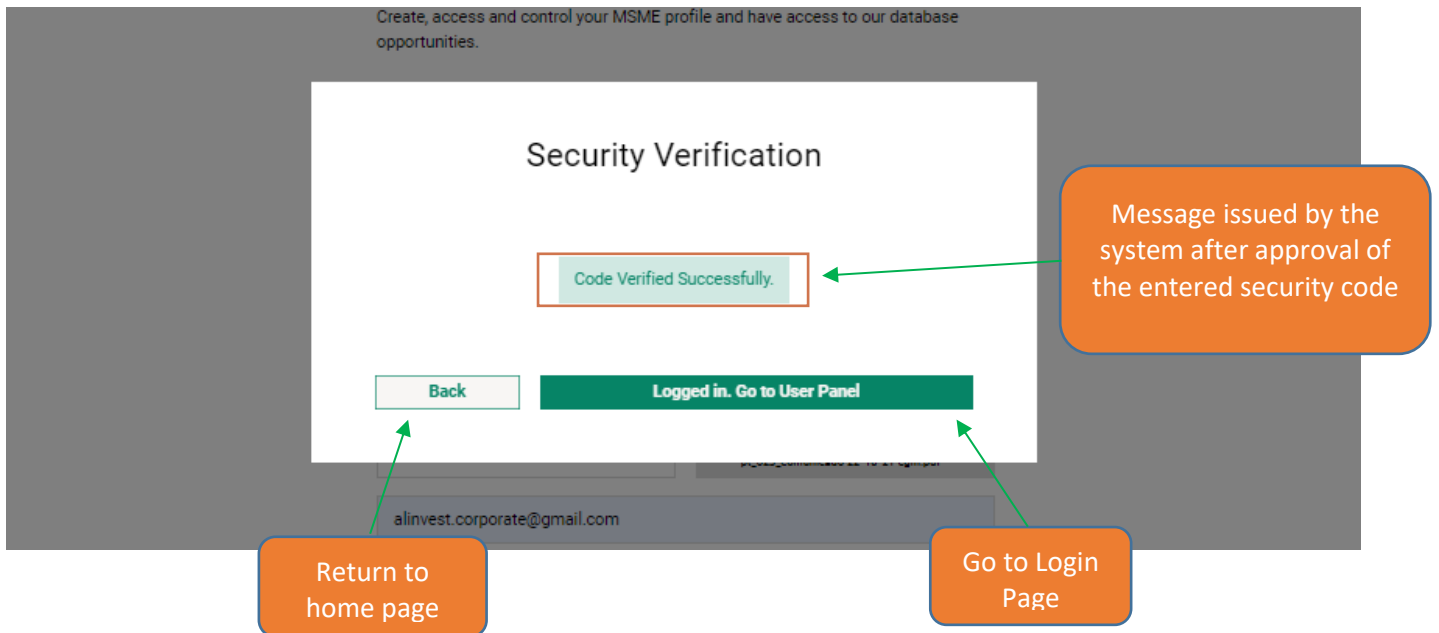 Create, access and control your MSME profile and have access to our database
opportunities.
Security Verification
Message issued by the
system after approval of
the entered security code
Code Verified Successfully.
Back
Logged in. Go to User Panel
alinvest.corporate@gmail.com
Return to
home page
Go to Login
Page